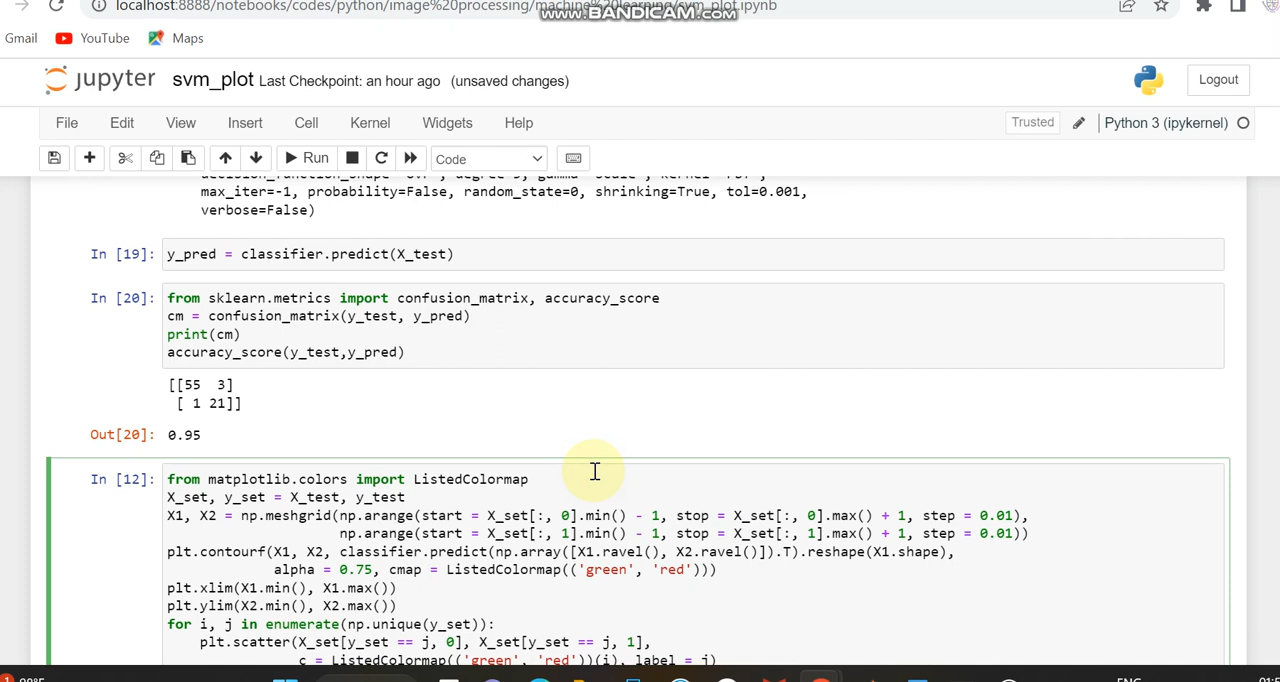 localhost:8888/notebooks/codes/python/image%20processing/machine%20learning/svm_plot.ipynb
www.BANDICAM.com
Gmail YouTube Maps
jupyter svm_plot Last Checkpoint: an hour ago (unsaved changes) Logout
File Edit View Insert Cell Kernel Widgets Help Trusted Python 3 (ipykernel)
Run Code
max_iter=-1, probability=False, random_state=0, shrinking=True, tol=0.001,
verbose=False)
In [19]: y_pred = classifier.predict(X_test)
In [20]: from sklearn.metrics import confusion_matrix, accuracy_score
cm = confusion_matrix(y_test, y_pred)
print(cm)
accuracy_score(y_test,y_pred)
[[55  3]
[ 1 21]]
Out[20]: 0.95
In [12]: from matplotlib.colors import ListedColormap
X_set, y_set = X_test, y_test
X1, X2 = np.meshgrid(np.arange(start = X_set[:, 0].min() - 1, stop = X_set[:, 0].max() + 1, step = 0.01),
np.arange(start = X_set[:, 1].min() - 1, stop = X_set[:, 1].max() + 1, step = 0.01))
plt.contourf(X1, X2, classifier.predict(np.array([X1.ravel(), X2.ravel()]).T).reshape(X1.shape),
alpha = 0.75, cmap = ListedColormap(('green', 'red')))
plt.xlim(X1.min(), X1.max())
plt.ylim(X2.min(), X2.max())
for i, j in enumerate(np.unique(y_set)):
plt.scatter(X_set[y_set == j, 0], X_set[y_set == j, 1],
c = ListedColormap(('green', 'red'))(i), label = j)